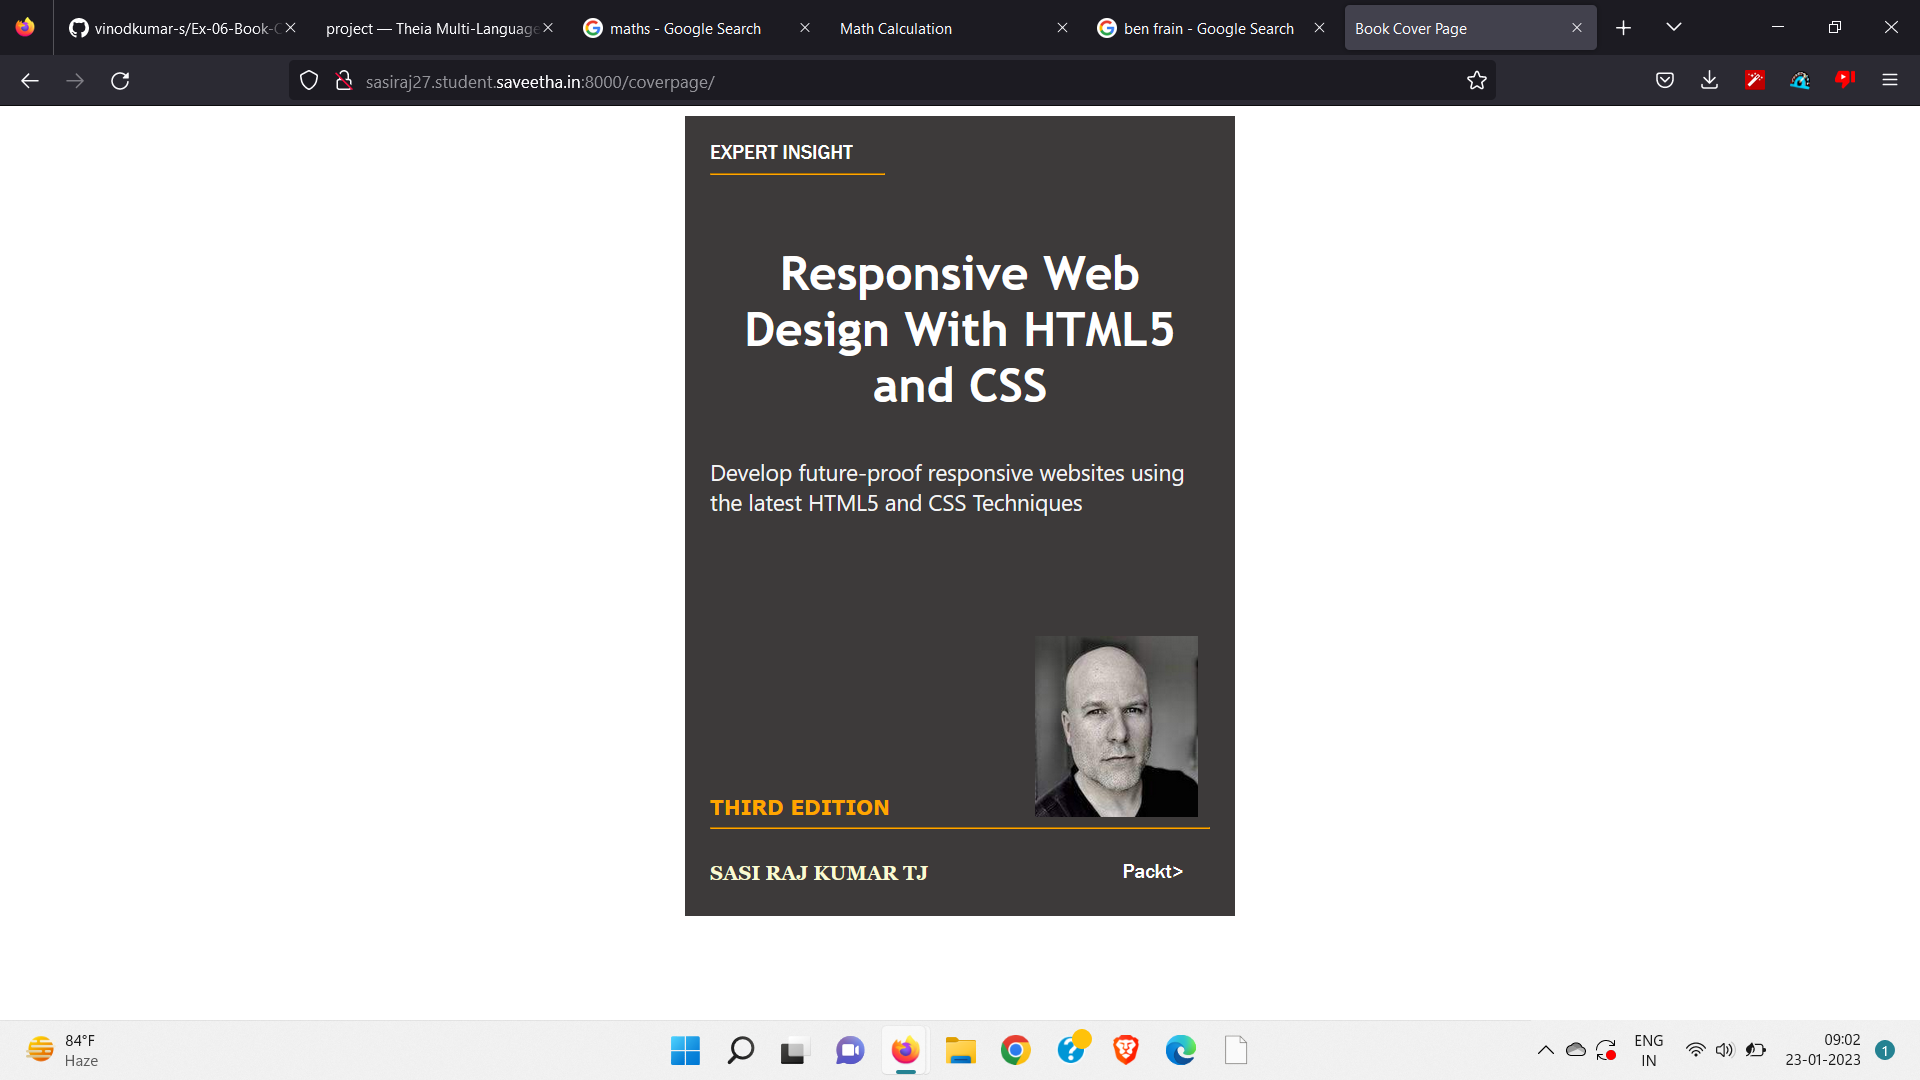 vinodkumar-s/Ex-06-Book-C
project — Theia Multi-Language
maths - Google Search
Math Calculation
ben frain - Google Search
Book Cover Page
sasiraj27.student.saveetha.in:8000/coverpage/
EXPERT INSIGHT
Responsive Web
Design With HTML5
and CSS
Develop future-proof responsive websites using
the latest HTML5 and CSS Techniques
THIRD EDITION
SASI RAJ KUMAR TJ
Packt>
84°F
Haze
ENG
IN
09:02
23-01-2023
1